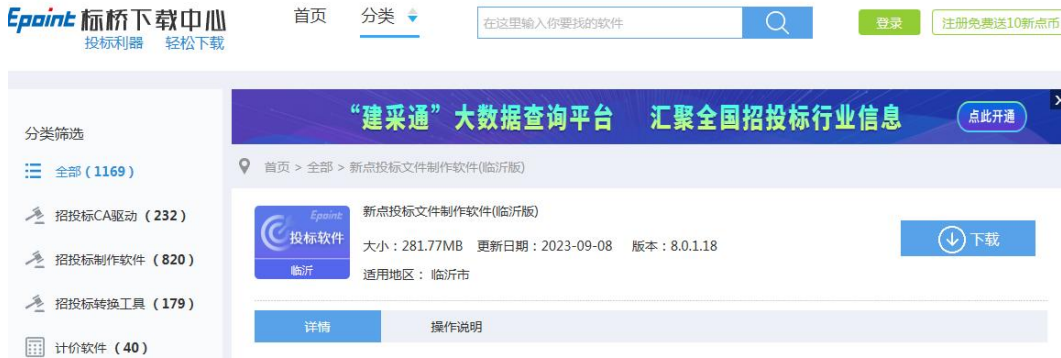 Epoint 标桥下载中心
投标利器 轻松下载
首页 分类
在这里输入你要找的软件
登录
注册免费送10新点币
分类筛选
全部（1169）
招投标CA驱动（232）
招投标制作软件（820）
招投标转换工具（179）
计价软件（40）
“建采通”大数据查询平台 汇聚全国招投标行业信息
点此开通
首页 > 全部 > 新点投标文件制作软件(临沂版)
Epoint
投标软件
临沂
新点投标文件制作软件(临沂版)
大小：281.77MB 更新日期：2023-09-08 版本：8.0.1.18
适用地区： 临沂市
下载
详情
操作说明